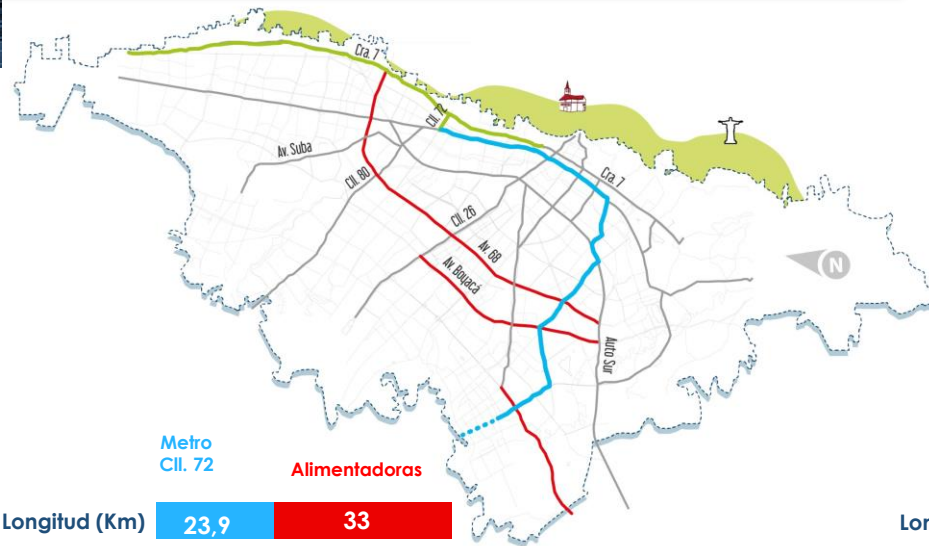 Cra. 7
Cll. 72
Av. Suba
Cll. 80
Cra. 7
Cll. 26
Av. 68
Av. Boyacá
N
Auto Sur
Metro
Cll. 72
Alimentadoras
Longitud (Km) 23,9 33
Lon